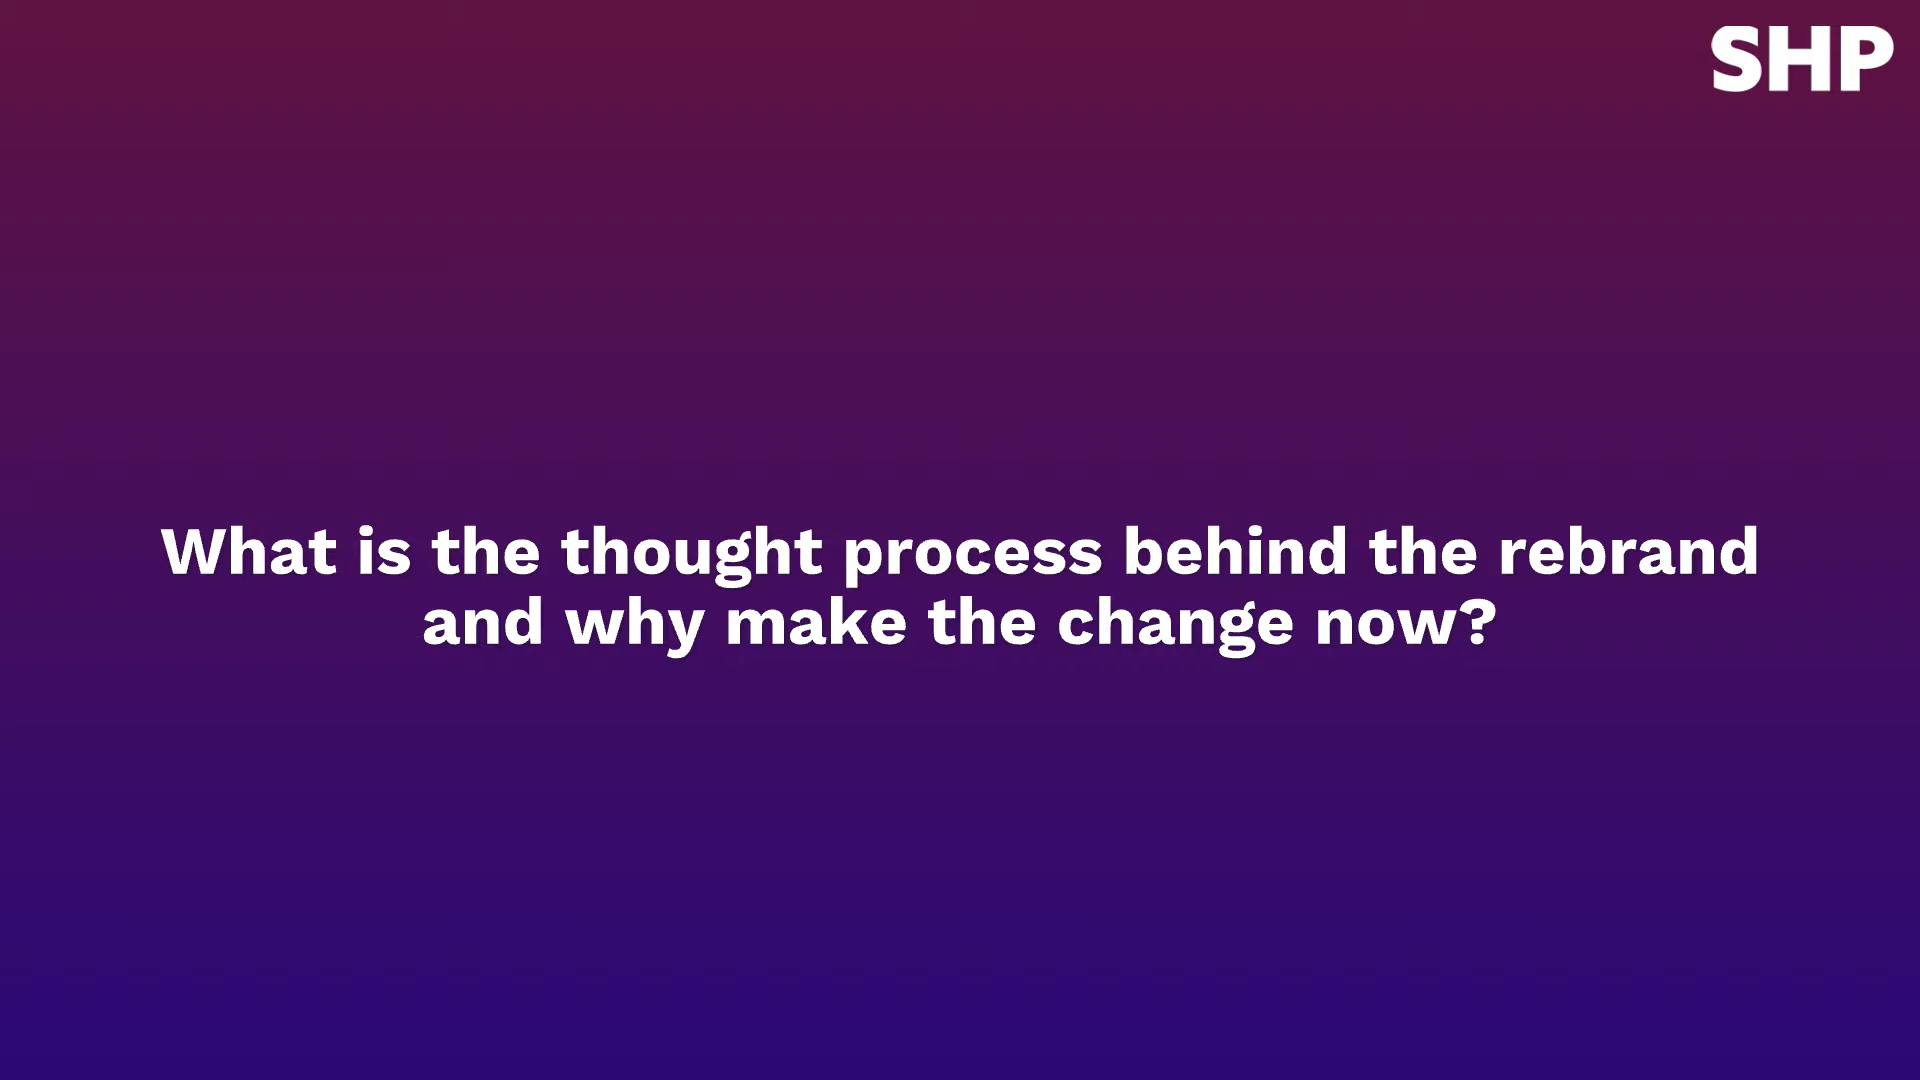 SHP
What is the thought process behind the rebrand
and why make the change now?